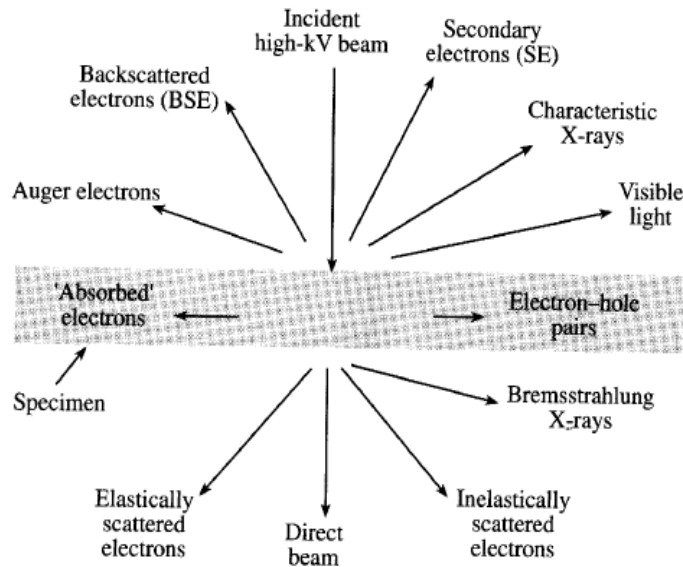 Incident
high-kV beam
Secondary
electrons (SE)
Backscattered
electrons (BSE)
Characteristic
X-rays
Auger electrons
Visible
light
'Absorbed'
electrons
Electron–hole
pairs
Specimen
Bremsstrahlung
X-rays
Elastically
scattered
electrons
Direct
beam
Inelastically
scattered
electrons